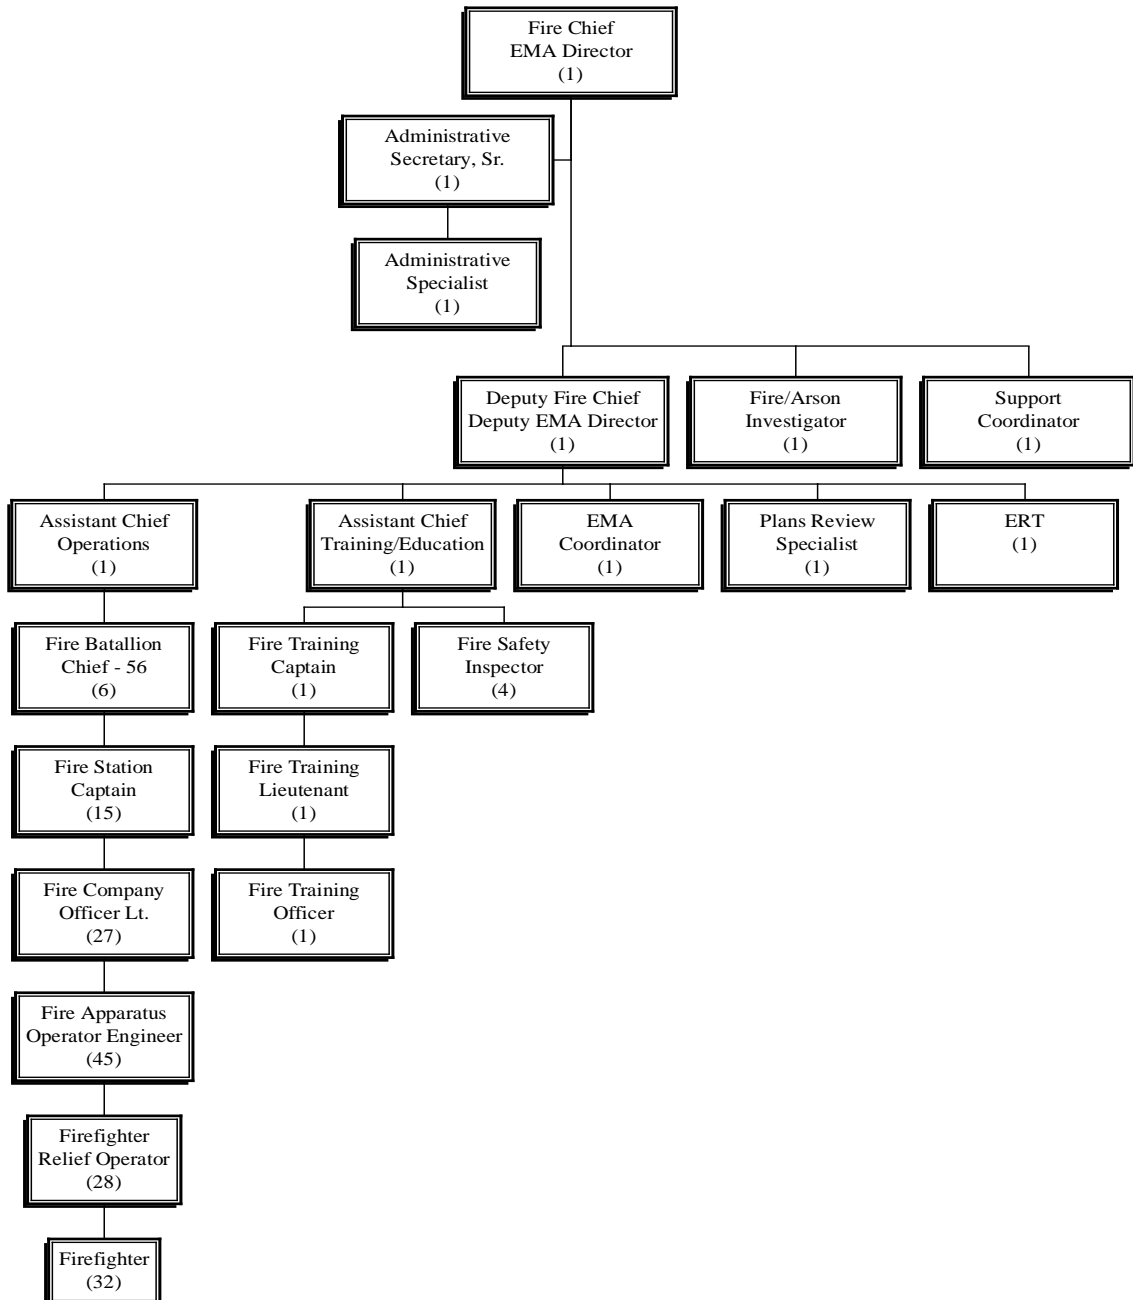 Fire Chief
EMA Director
(1)
Administrative
Secretary, Sr.
(1)
Administrative
Specialist
(1)
Deputy Fire Chief
Deputy EMA Director
(1)
Fire/Arson
Investigator
(1)
Support
Coordinator
(1)
Assistant Chief
Operations
(1)
Assistant Chief
Training/Education
(1)
EMA
Coordinator
(1)
Plans Review
Specialist
(1)
ERT
(1)
Fire Batallion
Chief - 56
(6)
Fire Training
Captain
(1)
Fire Safety
Inspector
(4)
Fire Station
Captain
(15)
Fire Training
Lieutenant
(1)
Fire Company
Officer Lt.
(27)
Fire Training
Officer
(1)
Fire Apparatus
Operator Engineer
(45)
Firefighter
Relief Operator
(28)
Firefighter
(32)